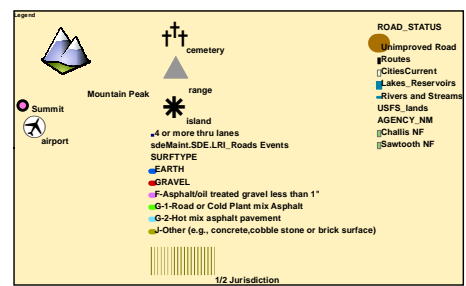 Legend
cemetery
Mountain Peak
range
Summit
island
airport
4 or more thru lanes
sdeMaint.SDE.LRI_Roads Events
SURFTYPE
EARTH
GRAVEL
F-Asphalt/oil treated gravel less than 1"
G-1-Road or Cold Plant mix Asphalt
G-2-Hot mix asphalt pavement
J-Other (e.g., concrete,cobble stone or brick surface)
1/2 Jurisdiction
ROAD_STATUS
Unimproved Road
Routes
CitiesCurrent
Lakes_Reservoirs
Rivers and Streams
USFS_lands
AGENCY_NM
Challis NF
Sawtooth NF